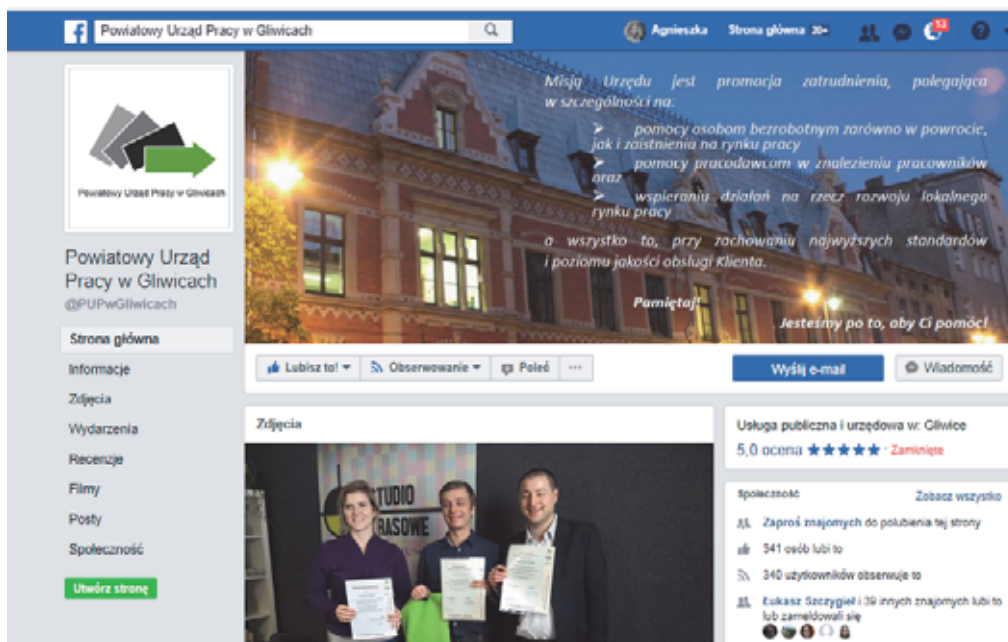 Powiatowy Urząd Pracy w Gliwicach
Agnieszka
Strona główna 20+
53
Powiatowy Urząd Pracy w Gliwicach
Powiatowy Urząd
Pracy w Gliwicach
@PUPwGliwicach
Strona główna
Informacje
Zdjęcia
Wydarzenia
Recenzje
Filmy
Posty
Społeczność
Utwórz stronę
Misją Urzędu jest promocja zatrudnienia, polegająca
w szczególności na:
➢ pomocy osobom bezrobotnym zarówno w powrocie,
jak i zaistnieniu na rynku pracy
➢ pomocy pracodawcom w znalezieniu pracowników
oraz
➢ wspieraniu działań na rzecz rozwoju lokalnego
rynku pracy
a wszystko to, przy zachowaniu najwyższych standardów
i poziomu jakości obsługi Klienta.
Pamiętaj!
Jesteśmy po to, aby Ci pomóc!
Lubisz to!
Obserwowanie
Poleć
Wyślij e-mail
Wiadomość
Zdjęcia
STUDIO
PRASOWE
Usługa publiczna i urzędowa w: Gliwice
5,0 ocena ★★★★★ · Zamknięte
Społeczność
Zobacz wszystko
Zaproś znajomych do polubienia tej strony
341 osób lubi to
340 użytkowników obserwuje to
Łukasz Szczygieł i 39 innych znajomych lubi to
lub zameldowali się